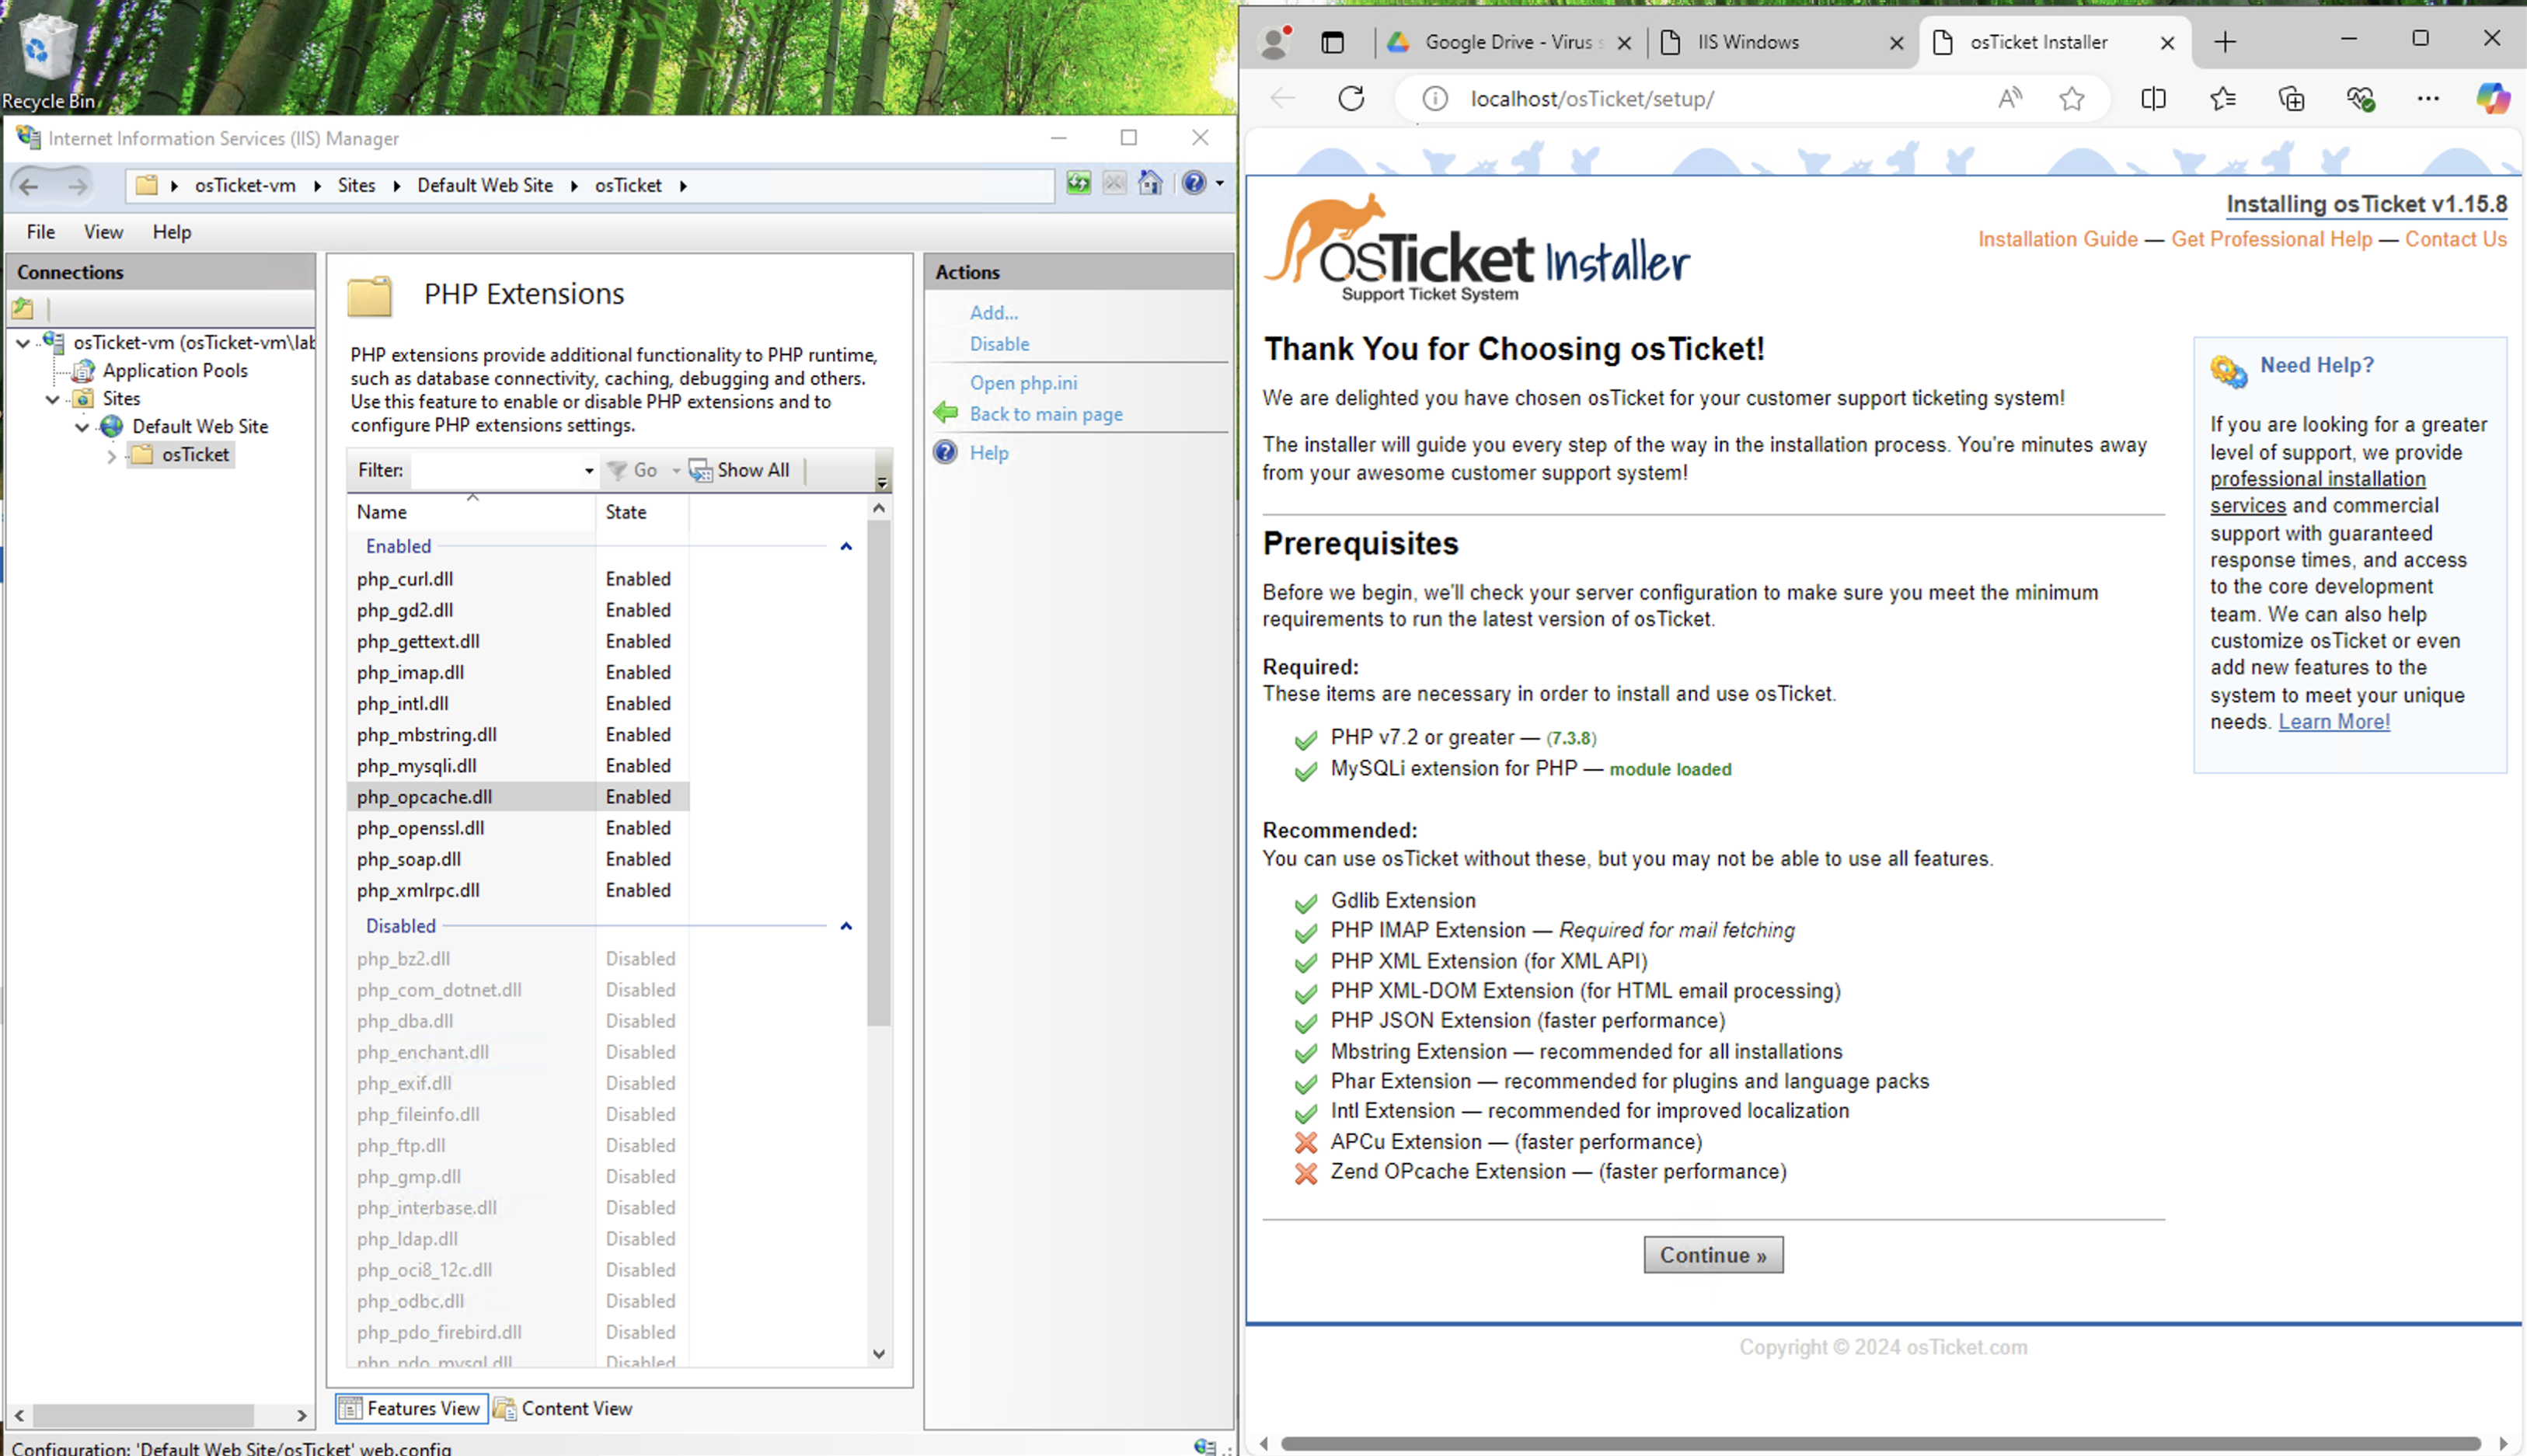 Recycle Bin
Internet Information Services (IIS) Manager
osTicket-vm
Sites
Default Web Site
osTicket
File
View
Help
Connections
osTicket-vm (osTicket-vm\lab
Application Pools
Sites
Default Web Site
osTicket
PHP Extensions
PHP extensions provide additional functionality to PHP runtime,
such as database connectivity, caching, debugging and others.
Use this feature to enable or disable PHP extensions and to
configure PHP extensions settings.
Filter:
Go
Show All
Name State
Enabled
php_curl.dll Enabled
php_gd2.dll Enabled
php_gettext.dll Enabled
php_imap.dll Enabled
php_intl.dll Enabled
php_mbstring.dll Enabled
php_mysqli.dll Enabled
php_opcache.dll Enabled
php_openssl.dll Enabled
php_soap.dll Enabled
php_xmlrpc.dll Enabled
Disabled
php_bz2.dll Disabled
php_com_dotnet.dll Disabled
php_dba.dll Disabled
php_enchant.dll Disabled
php_exif.dll Disabled
php_fileinfo.dll Disabled
php_ftp.dll Disabled
php_gmp.dll Disabled
php_interbase.dll Disabled
php_ldap.dll Disabled
php_oci8_12c.dll Disabled
php_odbc.dll Disabled
php_pdo_firebird.dll Disabled
php_pdo_mysql.dll Disabled
Features View
Content View
Configuration: 'Default Web Site/osTicket' web.config
Actions
Add...
Disable
Open php.ini
Back to main page
Help
Google Drive - Virus s
IIS Windows
osTicket Installer
localhost/osTicket/setup/
osTicket Installer
Support Ticket System
Installing osTicket v1.15.8
Installation Guide — Get Professional Help — Contact Us
Thank You for Choosing osTicket!
We are delighted you have chosen osTicket for your customer support ticketing system!
The installer will guide you every step of the way in the installation process. You're minutes away
from your awesome customer support system!
Prerequisites
Before we begin, we'll check your server configuration to make sure you meet the minimum
requirements to run the latest version of osTicket.
Required:
These items are necessary in order to install and use osTicket.
PHP v7.2 or greater — (7.3.8)
MySQLi extension for PHP — module loaded
Recommended:
You can use osTicket without these, but you may not be able to use all features.
Gdlib Extension
PHP IMAP Extension — Required for mail fetching
PHP XML Extension (for XML API)
PHP XML-DOM Extension (for HTML email processing)
PHP JSON Extension (faster performance)
Mbstring Extension — recommended for all installations
Phar Extension — recommended for plugins and language packs
Intl Extension — recommended for improved localization
APCu Extension — (faster performance)
Zend OPcache Extension — (faster performance)
Continue »
Need Help?
If you are looking for a greater
level of support, we provide
professional installation
services and commercial
support with guaranteed
response times, and access
to the core development
team. We can also help
customize osTicket or even
add new features to the
system to meet your unique
needs. Learn More!
Copyright © 2024 osTicket.com